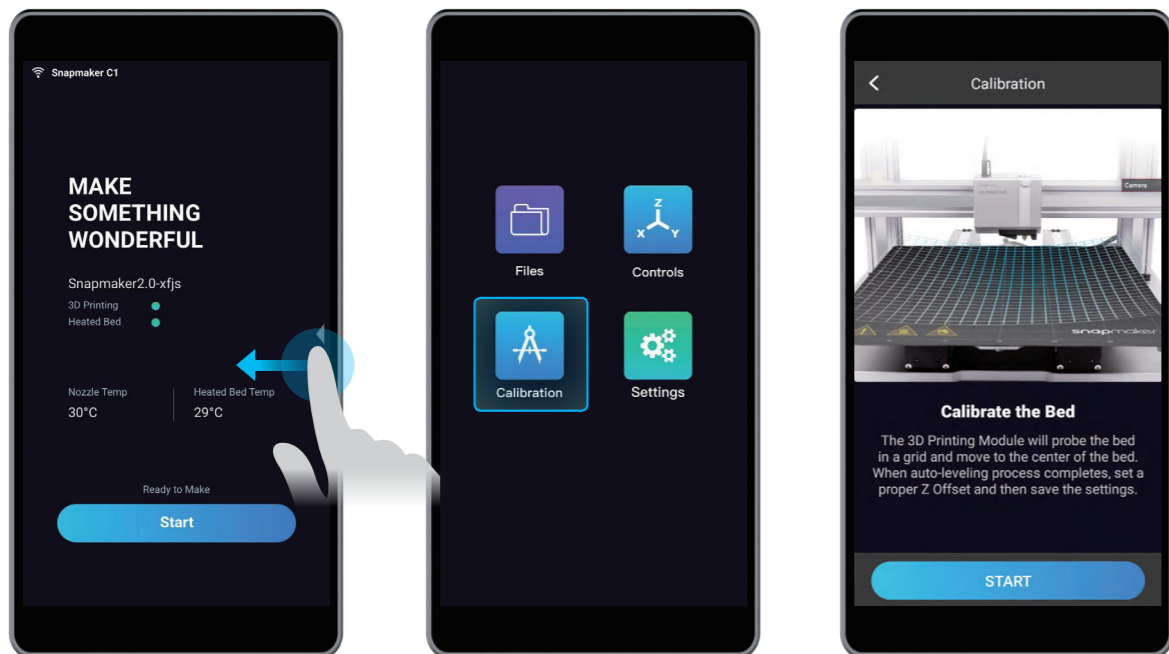 Snapmaker C1
MAKE
SOMETHING
WONDERFUL
Snapmaker2.0-xfjs
3D Printing
Heated Bed
Nozzle Temp
Heated Bed Temp
30°C
29°C
Ready to Make
Start
Files
Controls
Z
X
Y
Calibration
Settings
Calibration
Camera
snapmaker
Calibrate the Bed
The 3D Printing Module will probe the bed
in a grid and move to the center of the bed.
When auto-leveling process completes, set a
proper Z Offset and then save the settings.
START